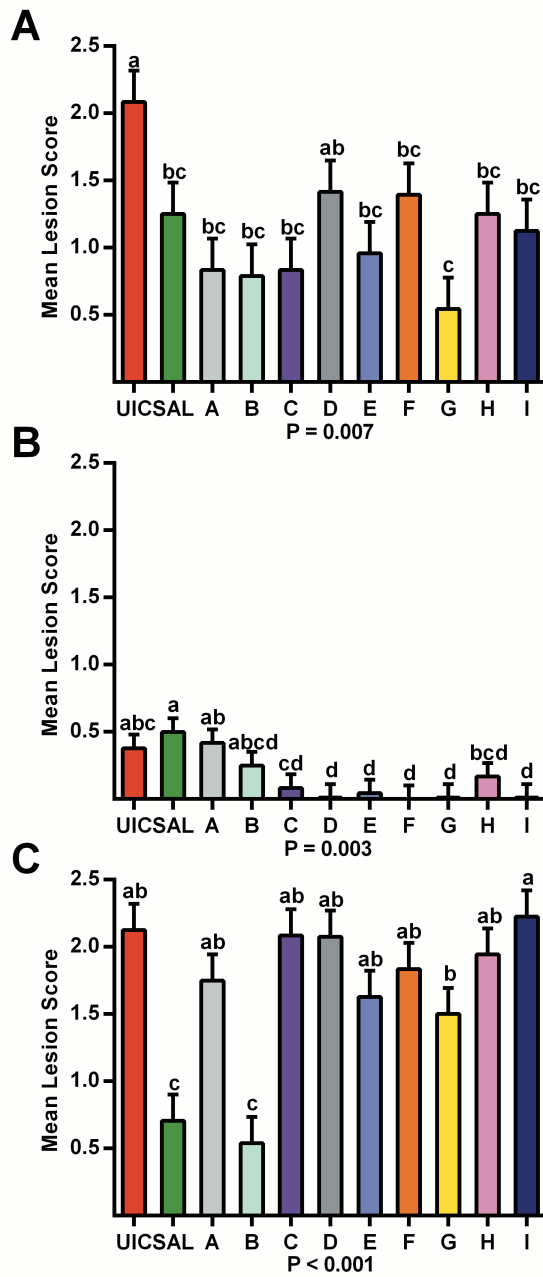 A
2.5
2.0
1.5
1.0
0.5
Mean Lesion Score
a
bc
bc
bc
bc
ab
bc
bc
c
bc
bc
UIC SAL A B C D E F G H I
P = 0.007
B
2.5
2.0
1.5
1.0
0.5
Mean Lesion Score
abc
a
ab
abcd
cd
d
d
d
d
bcd
d
UIC SAL A B C D E F G H I
P = 0.003
C
2.5
2.0
1.5
1.0
0.5
Mean Lesion Score
ab
c
ab
c
ab
ab
ab
ab
b
ab
a
UIC SAL A B C D E F G H I
P < 0.001